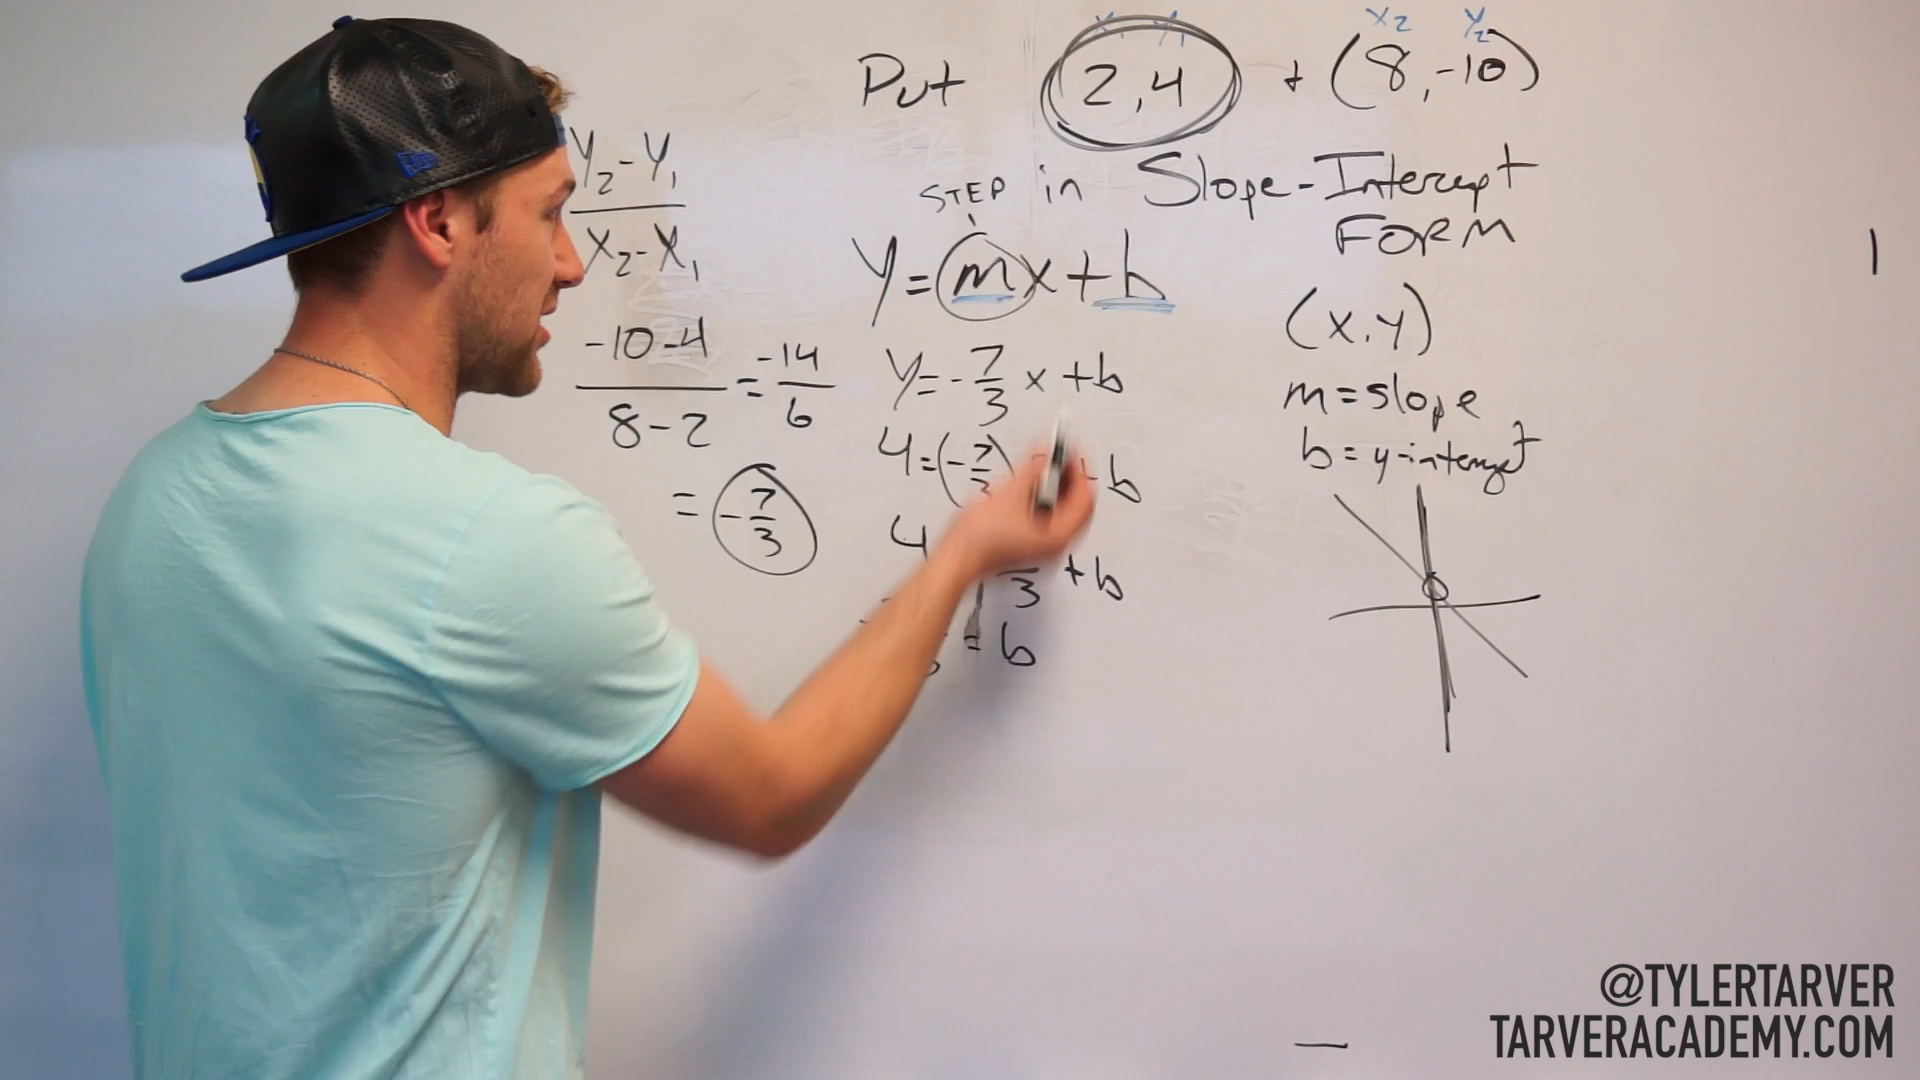 X₁ Y₁ X₂ Y₂
Put 2,4 + (8,-10)
STEP in Slope-Intercept
FORM
Y₂-Y₁
X₂-X₁
-10-4 = -14
8-2 6
= -7/3
Y=mx+b
Y=-7/3 x+b
4=(-7/3) +b
4
3 +b
= b
(x,y)
m=slope
b=y-intercept
@TYLERTARVER
TARVERACADEMY.COM